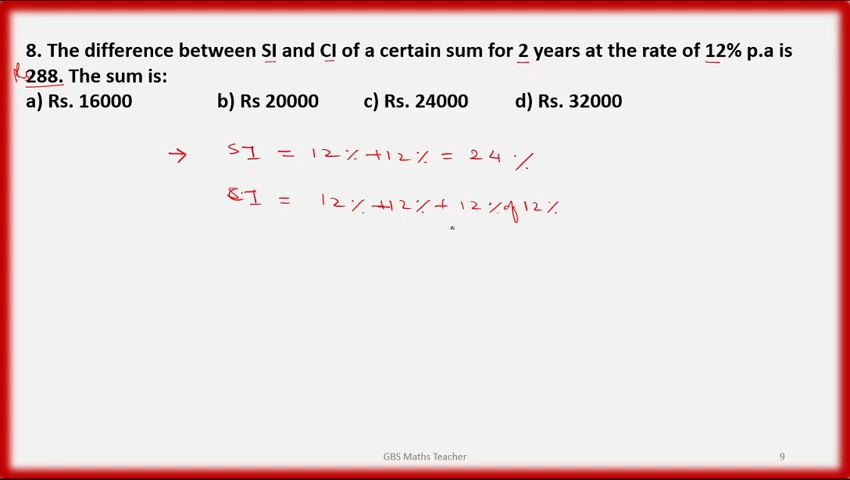 8. The difference between SI and CI of a certain sum for 2 years at the rate of 12% p.a is
Rs 288. The sum is:
a) Rs. 16000 b) Rs 20000 c) Rs. 24000 d) Rs. 32000
→ SI = 12% + 12% = 24%
CI = 12% + 12% + 12% of 12%
GBS Maths Teacher 9